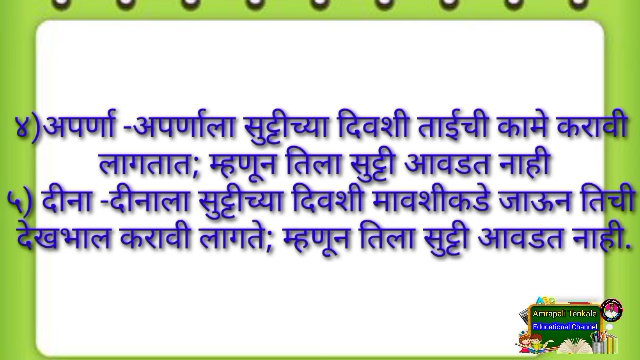 ४)अपर्णा -अपर्णाला सुट्टीच्या दिवशी ताईची कामे करावी
लागतात; म्हणून तिला सुट्टी आवडत नाही
५) दीना -दीनाला सुट्टीच्या दिवशी मावशीकडे जाऊन तिची
देखभाल करावी लागते; म्हणून तिला सुट्टी आवडत नाही.
ABC
Amrapali Tenkale
Educational Channel